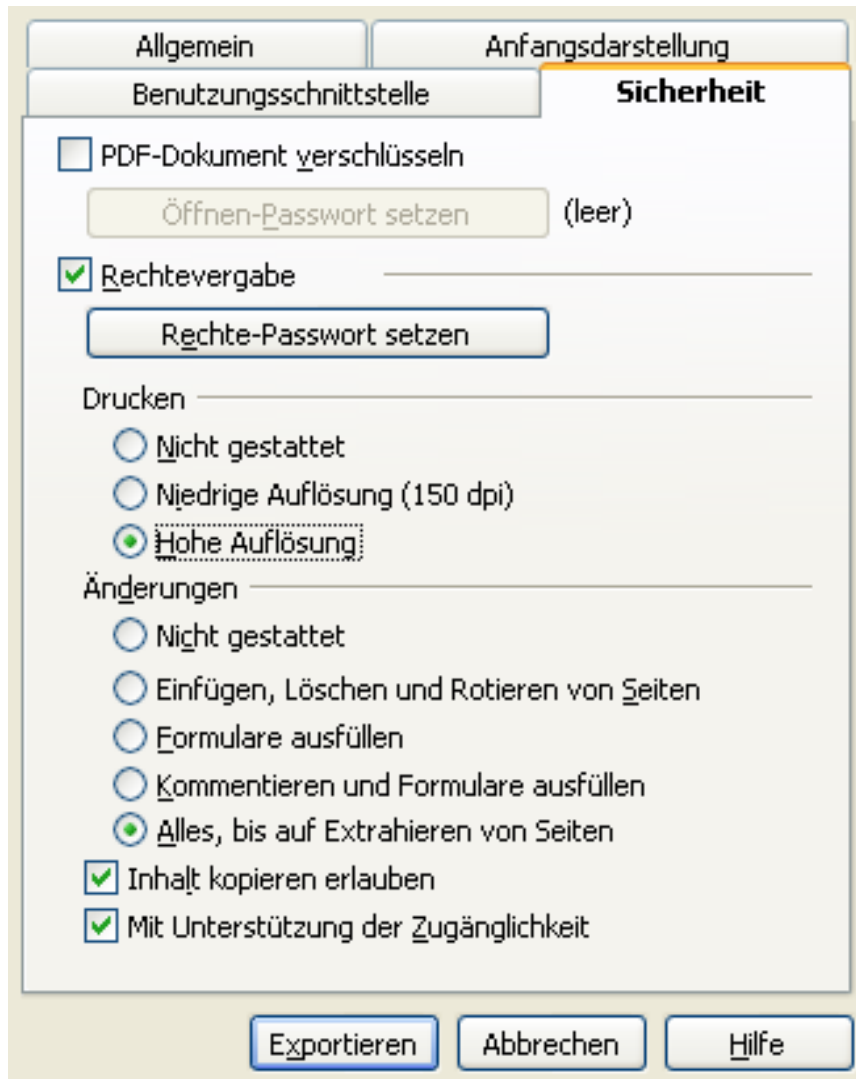 Allgemein Anfangsdarstellung
Benutzungsschnittstelle Sicherheit
PDF-Dokument verschlüsseln
Öffnen-Passwort setzen (leer)
Rechtevergabe
Rechte-Passwort setzen
Drucken
Nicht gestattet
Niedrige Auflösung (150 dpi)
Hohe Auflösung
Änderungen
Nicht gestattet
Einfügen, Löschen und Rotieren von Seiten
Formulare ausfüllen
Kommentieren und Formulare ausfüllen
Alles, bis auf Extrahieren von Seiten
Inhalt kopieren erlauben
Mit Unterstützung der Zugänglichkeit
Exportieren Abbrechen Hilfe